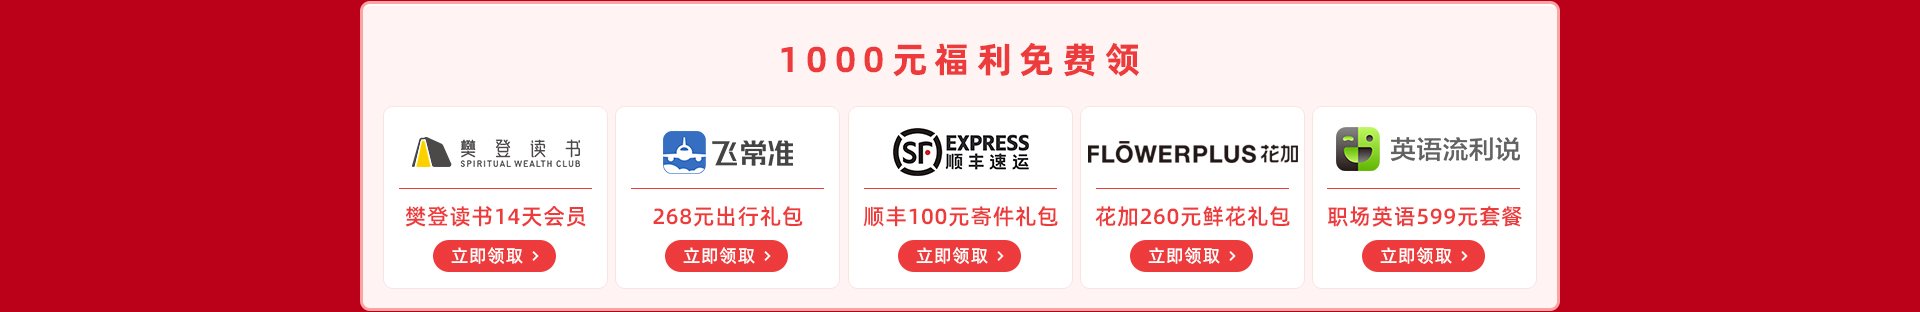 1000元福利免费领
樊登读书
SPIRITUAL WEALTH CLUB
樊登读书14天会员
立即领取 >
飞常准
268元出行礼包
立即领取 >
SF EXPRESS
顺丰速运
顺丰100元寄件礼包
立即领取 >
FLŌWERPLUS花加
花加260元鲜花礼包
立即领取 >
英语流利说
职场英语599元套餐
立即领取 >